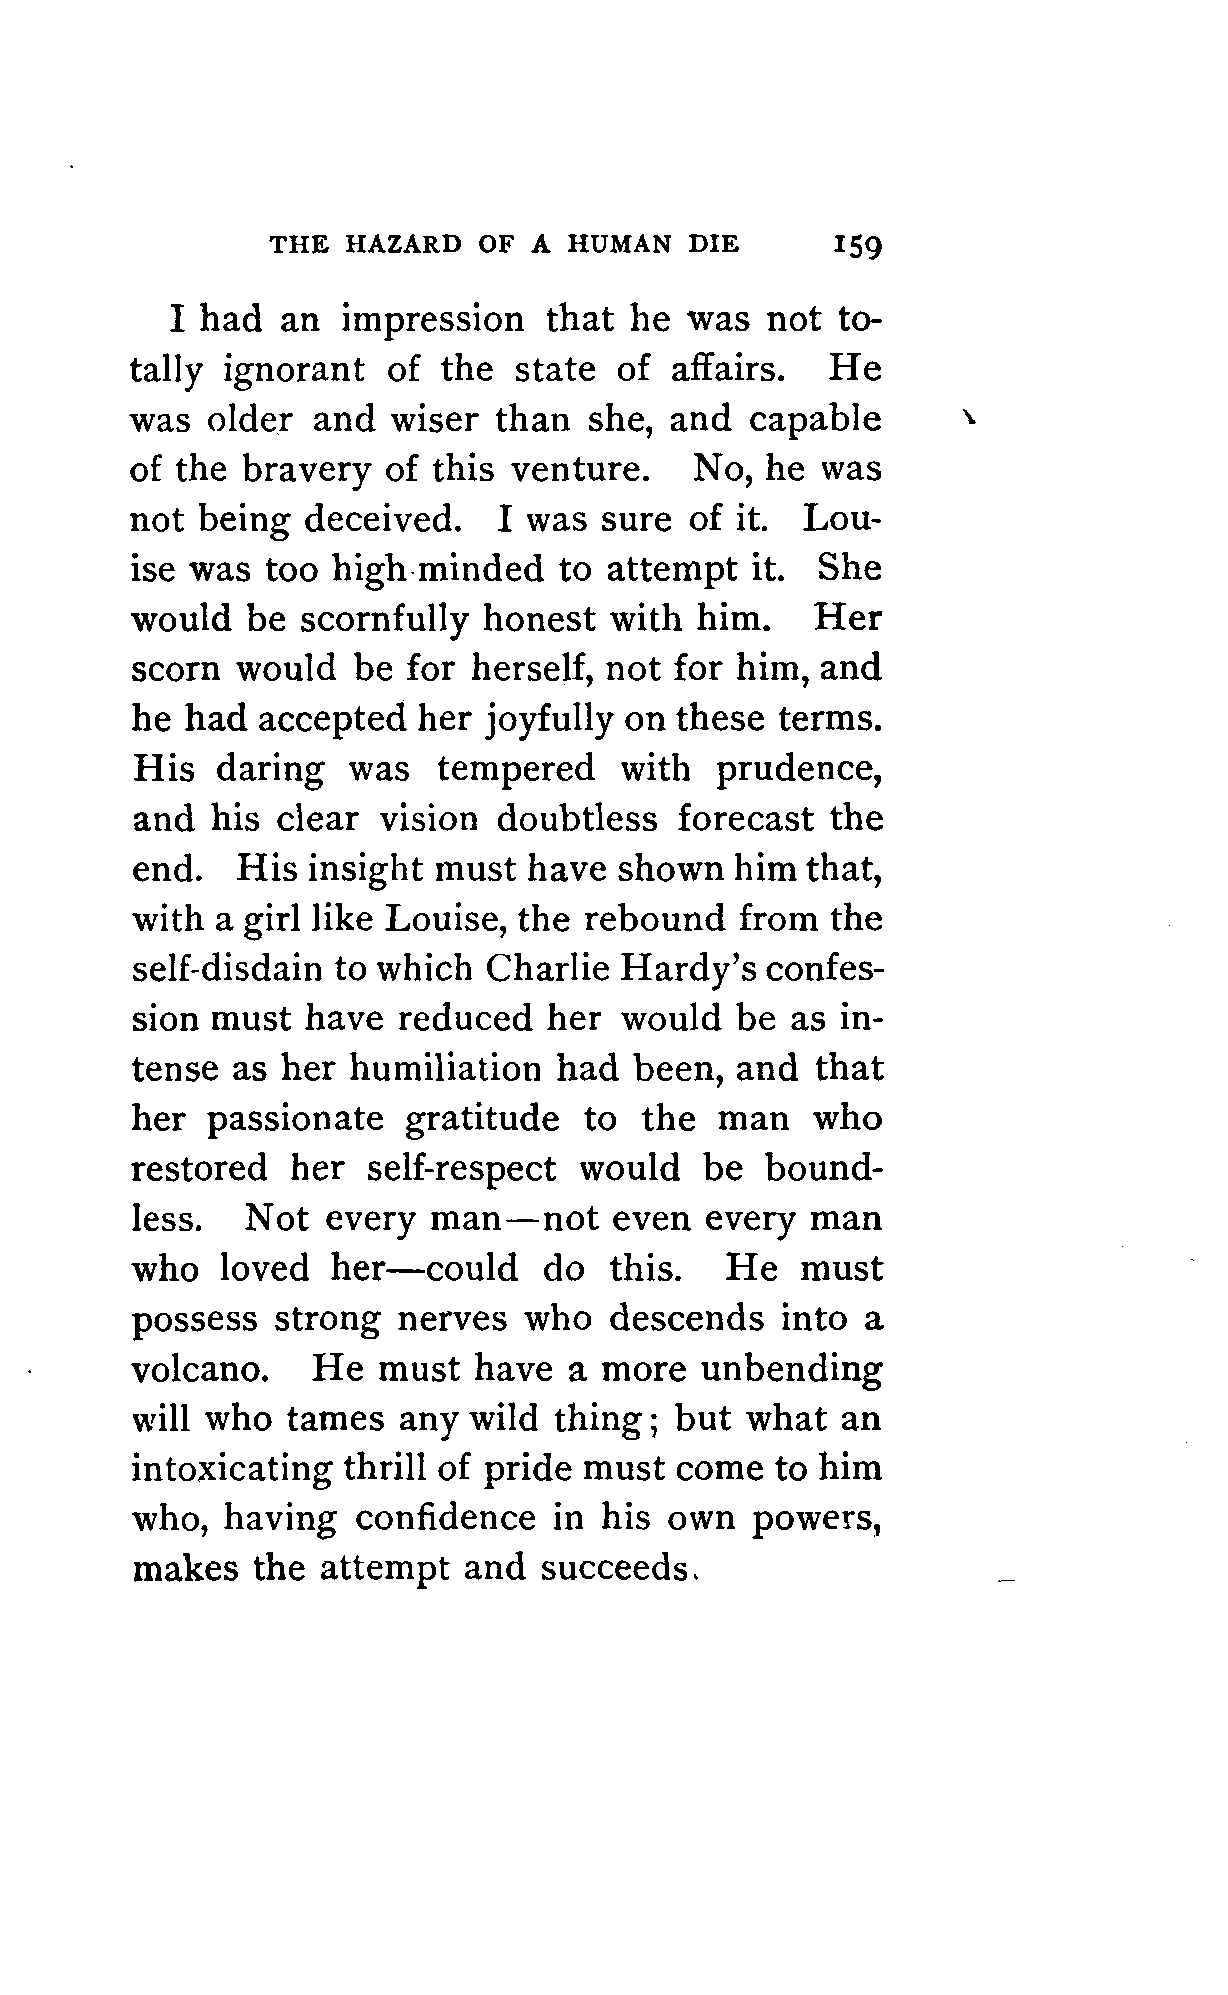 THE HAZARD OF A HUMAN DIE 159
I had an impression that he was not to-
tally ignorant of the state of affairs. He
was older and wiser than she, and capable
of the bravery of this venture. No, he was
not being deceived. I was sure of it. Lou-
ise was too high-minded to attempt it. She
would be scornfully honest with him. Her
scorn would be for herself, not for him, and
he had accepted her joyfully on these terms.
His daring was tempered with prudence,
and his clear vision doubtless forecast the
end. His insight must have shown him that,
with a girl like Louise, the rebound from the
self-disdain to which Charlie Hardy's confes-
sion must have reduced her would be as in-
tense as her humiliation had been, and that
her passionate gratitude to the man who
restored her self-respect would be bound-
less. Not every man—not even every man
who loved her—could do this. He must
possess strong nerves who descends into a
volcano. He must have a more unbending
will who tames any wild thing; but what an
intoxicating thrill of pride must come to him
who, having confidence in his own powers,
makes the attempt and succeeds.